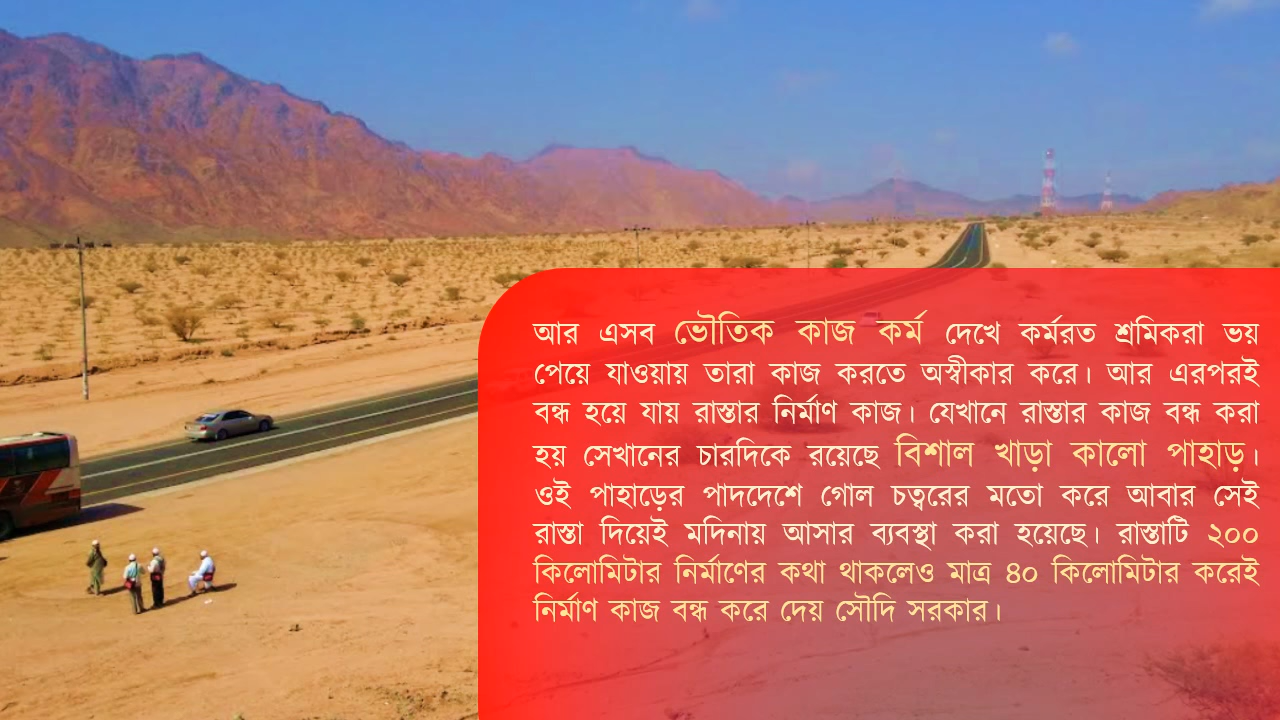 আর এসব ভৌতিক কাজ কর্ম দেখে কর্মরত শ্রমিকরা ভয়
পেয়ে যাওয়ায় তারা কাজ করতে অস্বীকার করে। আর এরপরই
বন্ধ হয়ে যায় রাস্তার নির্মাণ কাজ। যেখানে রাস্তার কাজ বন্ধ করা
হয় সেখানের চারদিকে রয়েছে বিশাল খাড়া কালো পাহাড়।
ওই পাহাড়ের পাদদেশে গোল চত্বরের মতো করে আবার সেই
রাস্তা দিয়েই মদিনায় আসার ব্যবস্থা করা হয়েছে। রাস্তাটি ২০০
কিলোমিটার নির্মাণের কথা থাকলেও মাত্র ৪০ কিলোমিটার করেই
নির্মাণ কাজ বন্ধ করে দেয় সৌদি সরকার।